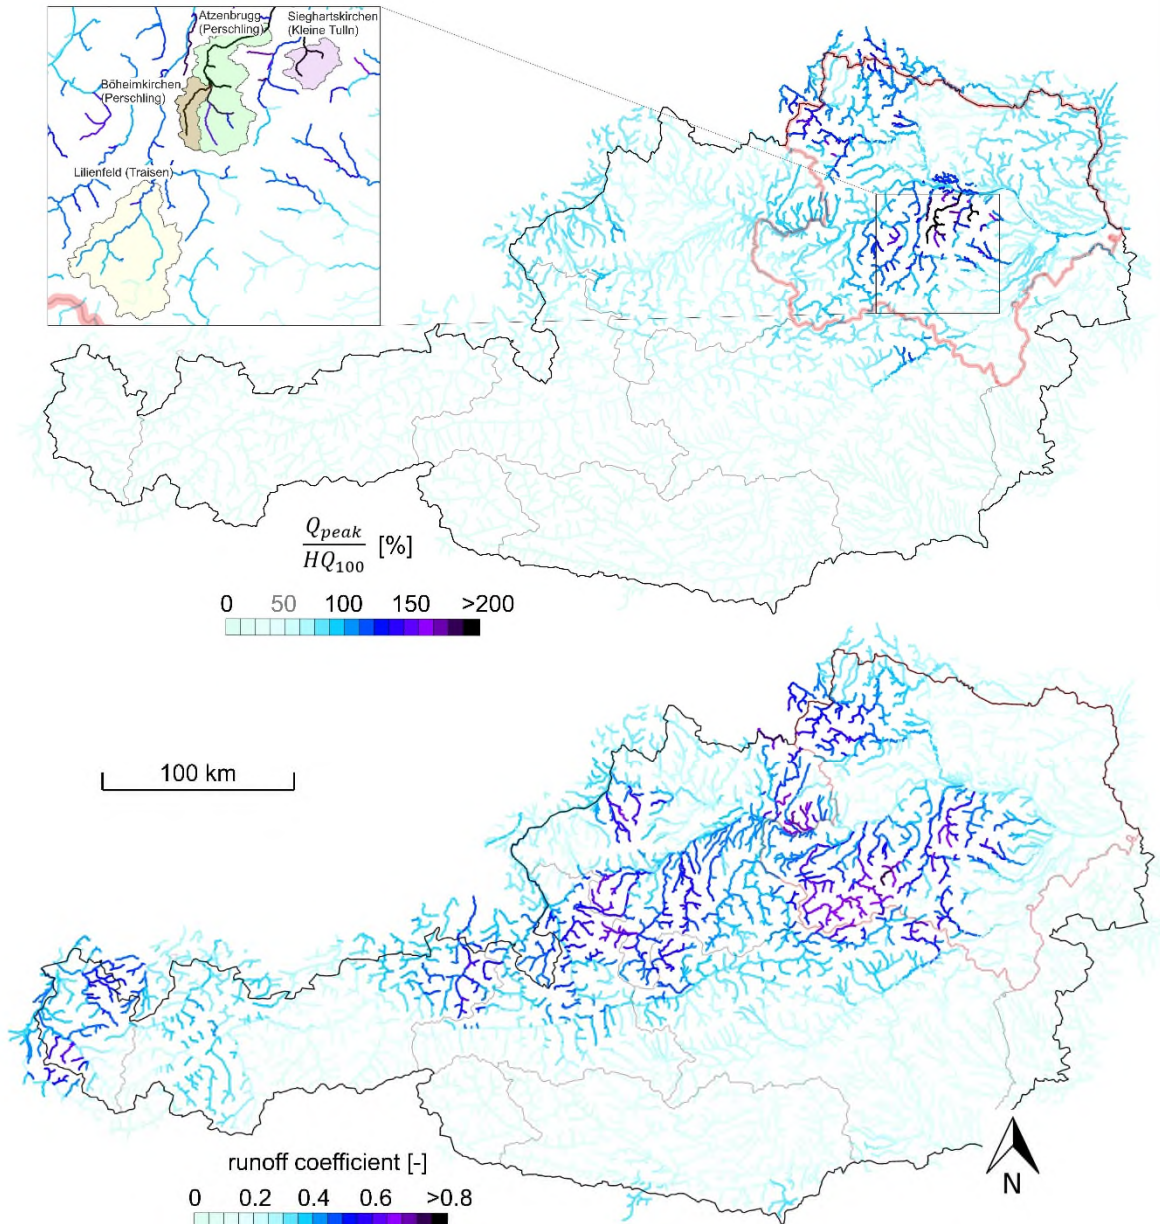 Atzenbrugg
(Perschling)
Sieghartskirchen
(Kleine Tulln)
Böheimkirchen
(Perschling)
Lilienfeld (Traisen)
Q_peak
HQ_100 [%]
0 50 100 150 >200
100 km
runoff coefficient [-]
0 0.2 0.4 0.6 >0.8
N